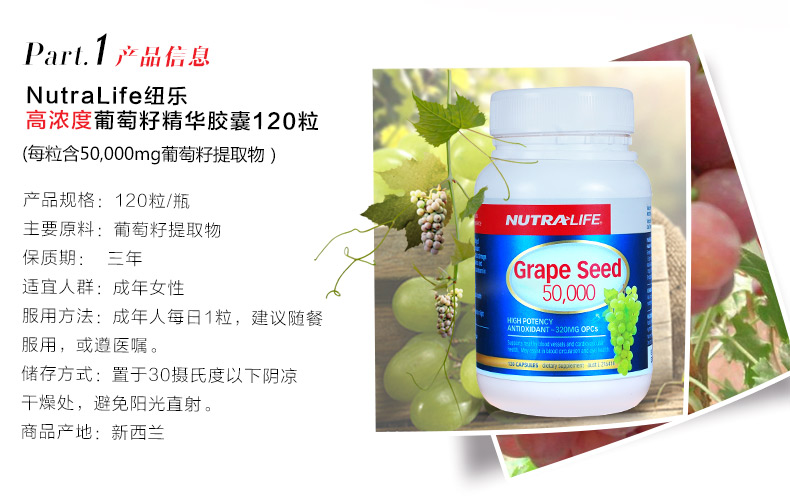 Part.1 产品信息
NutraLife纽乐
高浓度葡萄籽精华胶囊120粒
(每粒含50,000mg葡萄籽提取物）
产品规格：120粒/瓶
主要原料：葡萄籽提取物
保质期： 三年
适宜人群：成年女性
服用方法：成年人每日1粒，建议随餐
服用，或遵医嘱。
储存方式：置于30摄氏度以下阴凉
干燥处，避免阳光直射。
商品产地：新西兰
NUTRA-LIFE
Grape Seed
50,000
HIGH POTENCY
ANTIOXIDANT - 320MG OPCs
120 CAPSULES dietary supplement